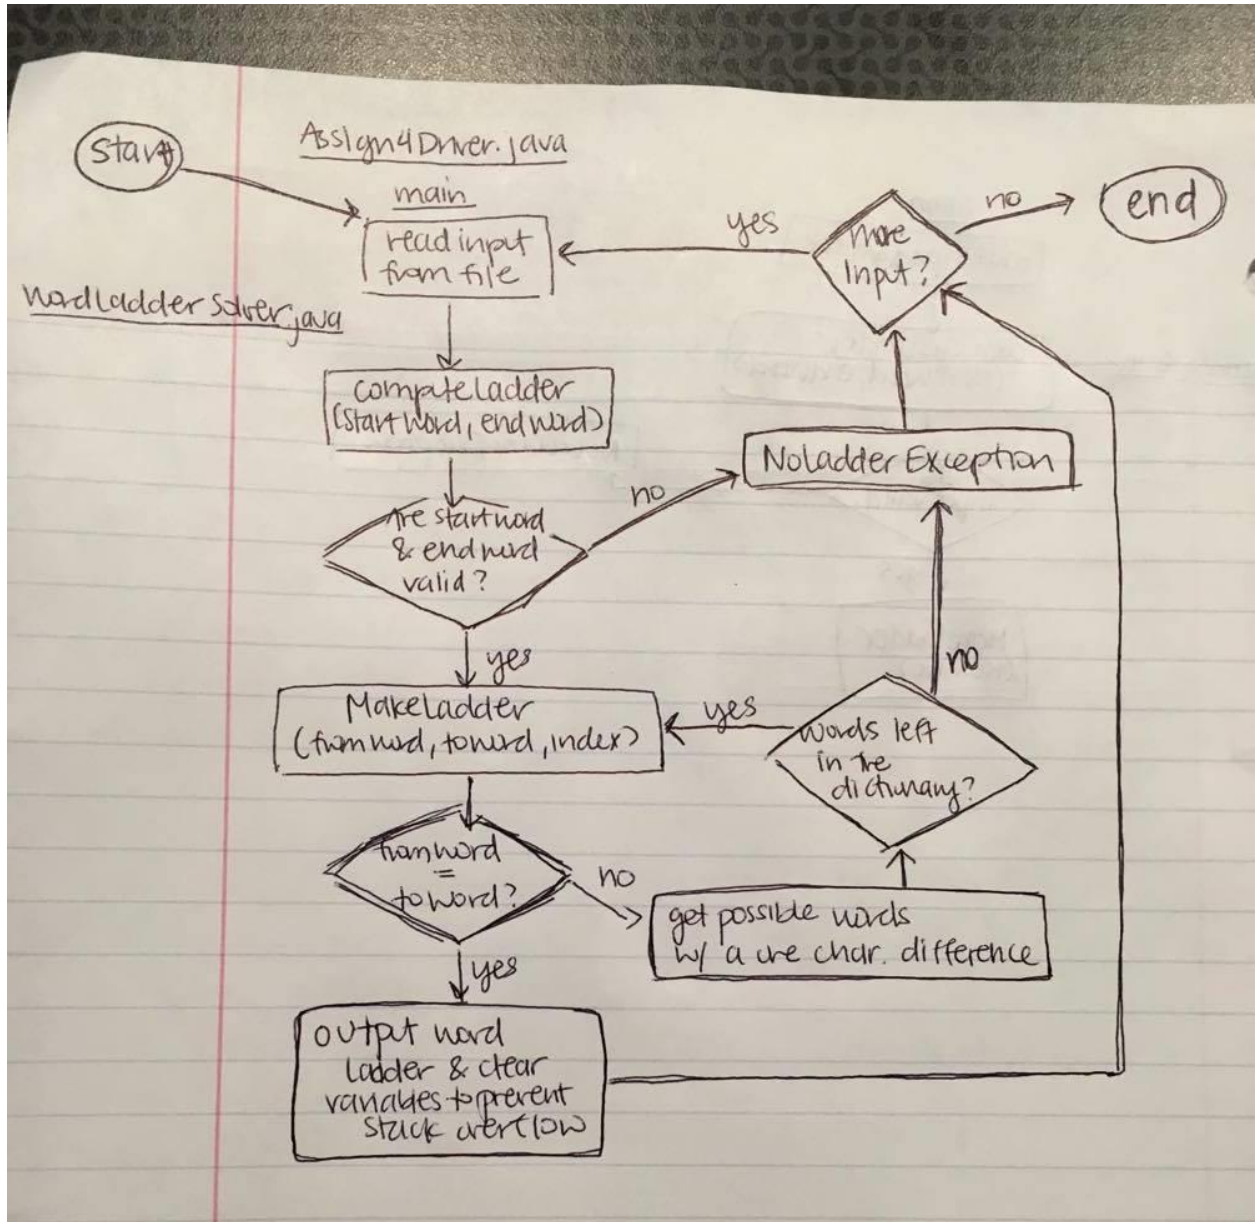 start
Assign4Driver.java
main
read input
from file
yes
more
input?
no
end
WordLadderSolver.java
computeLadder
(startWord, endWord)
NoLadderException
no
Are startword
& endword
valid?
yes
MakeLadder
(fromword, toword, index)
yes
no
words left
in the
dictionary?
fromword
=
toword?
no
get possible words
w/ a one char. difference
yes
output word
ladder & clear
variables to prevent
stack overflow